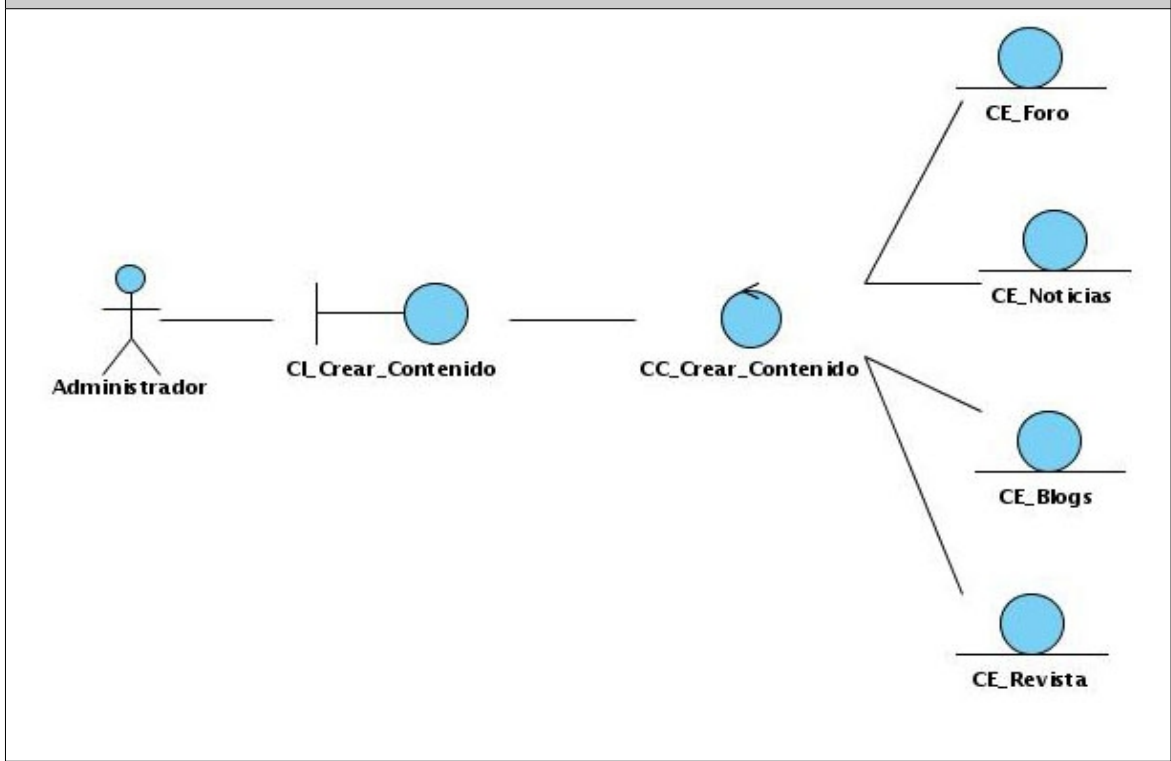 CE_Foro
CE_Noticias
Administrador
CI_Crear_Contenido
CC_Crear_Contenido
CE_Blogs
CE_Revista